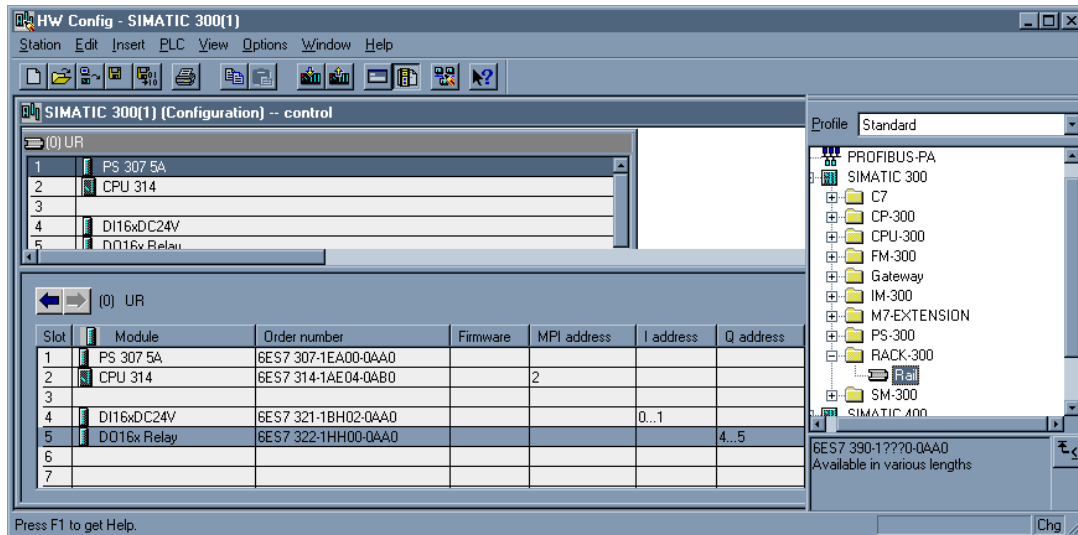 HW Config - SIMATIC 300(1)
Station Edit Insert PLC View Options Window Help
SIMATIC 300(1) (Configuration) -- control
(0) UR
1 PS 307 5A
2 CPU 314
3
4 DI16xDC24V
5 DO16x Relay
(0) UR
Slot Module Order number Firmware MPI address I address Q address
1 PS 307 5A 6ES7 307-1EA00-0AA0
2 CPU 314 6ES7 314-1AE04-0AB0 2
3
4 DI16xDC24V 6ES7 321-1BH02-0AA0 0...1
5 DO16x Relay 6ES7 322-1HH00-0AA0 4...5
6
7
Profile Standard
PROFIBUS-PA
SIMATIC 300
C7
CP-300
CPU-300
FM-300
Gateway
IM-300
M7-EXTENSION
PS-300
RACK-300
Rail
SM-300
SIMATIC 400
6ES7 390-1???0-0AA0
Available in various lengths
Press F1 to get Help.
Chg